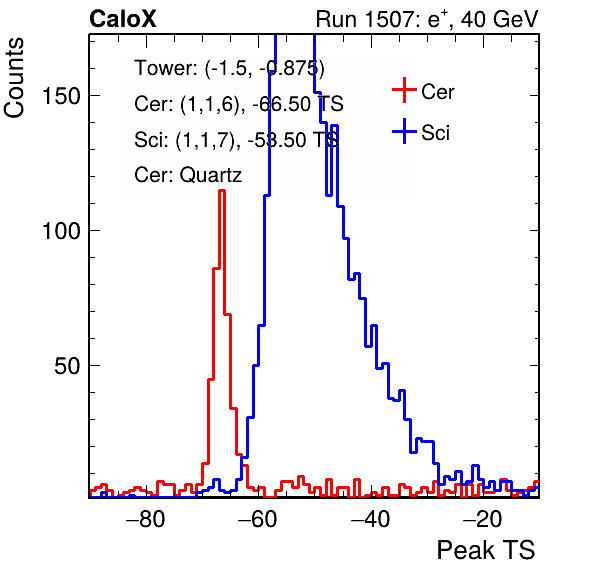 CaloX Run 1507: e⁺, 40 GeV
Counts
Tower: (-1.5, -0.875)
Cer: (1,1,6), -66.50 TS
Sci: (1,1,7), -53.50 TS
Cer: Quartz
Cer
Sci
150
100
50
−80 −60 −40 −20
Peak TS